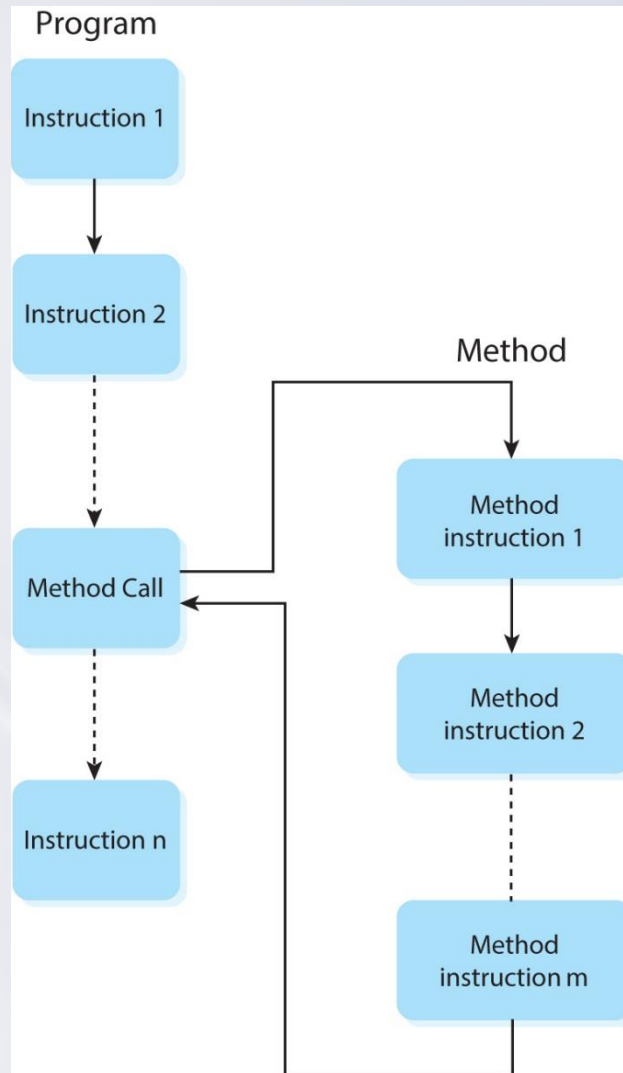 Program
Instruction 1
Instruction 2
Method
Method
instruction 1
Method Call
Method
instruction 2
Instruction n
Method
instruction m